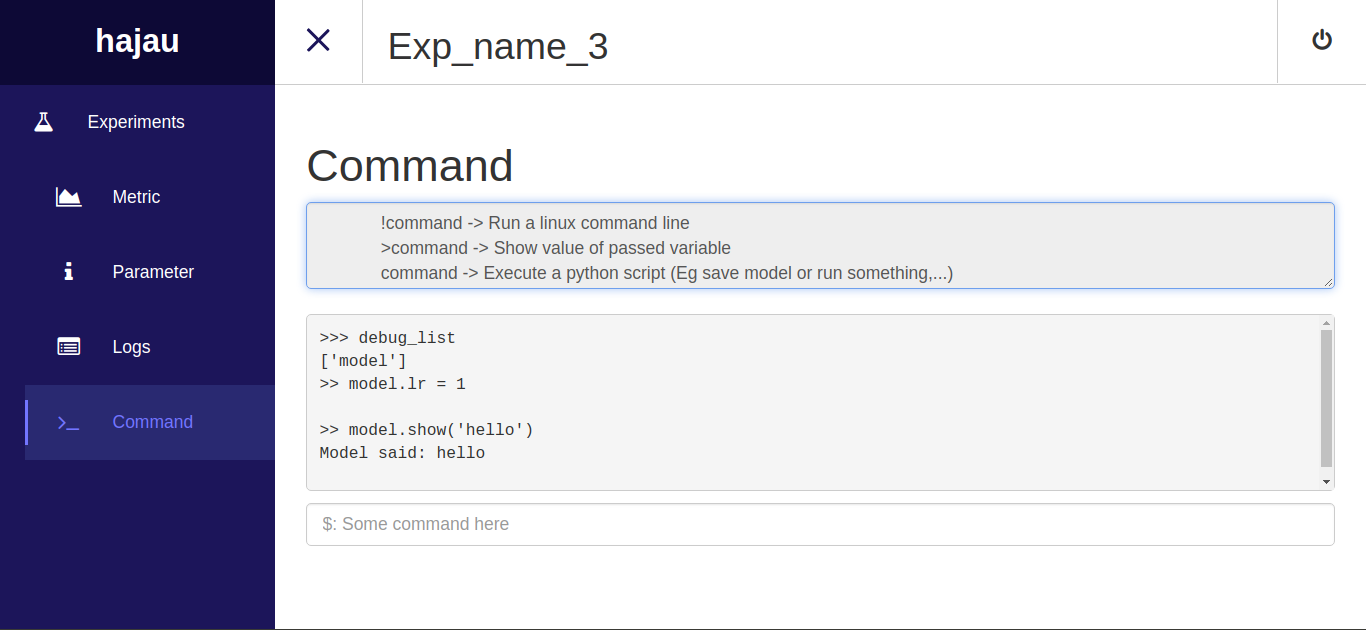 hajau
Exp_name_3
Experiments
Metric
Parameter
Logs
Command
Command
!command -> Run a linux command line
>command -> Show value of passed variable
command -> Execute a python script (Eg save model or run something,...)
>>> debug_list
['model']
>> model.lr = 1
>> model.show('hello')
Model said: hello
$: Some command here